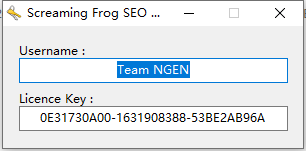 Screaming Frog SEO ...
Username :
Team NGEN
Licence Key :
0E31730A00-1631908388-53BE2AB96A